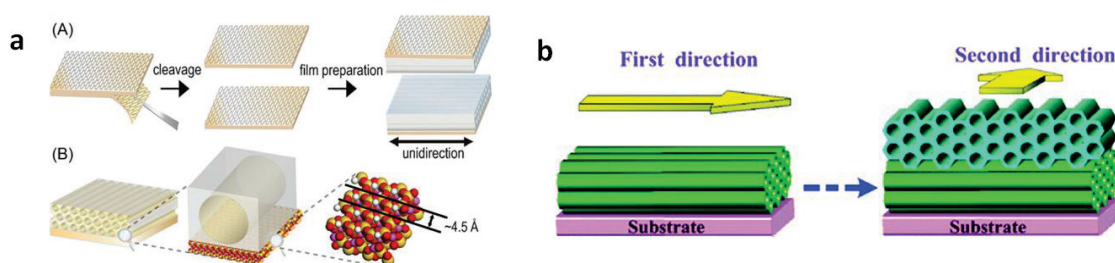 a
(A)
cleavage
film preparation
unidirection
(B)
~4.5 Å
b
First direction
Second direction
Substrate
Substrate